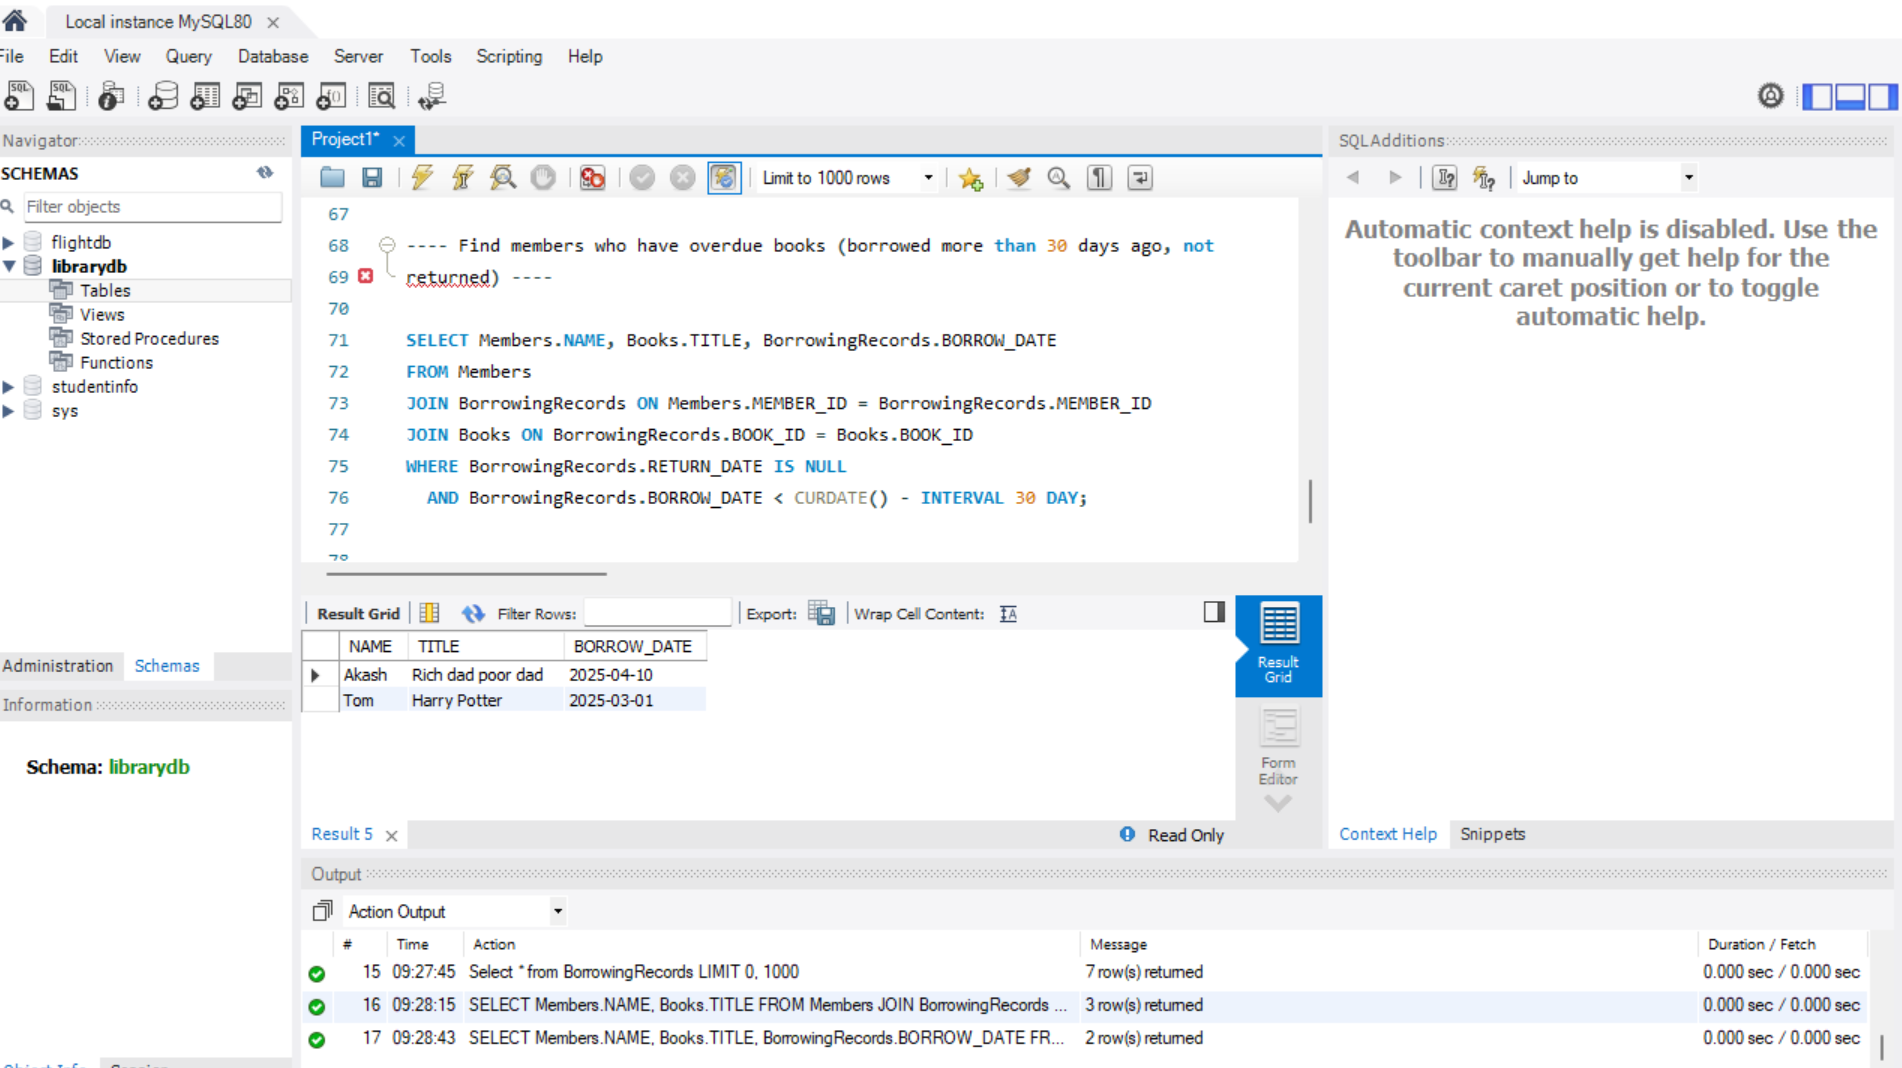 Local instance MySQL80
File Edit View Query Database Server Tools Scripting Help
Navigator
SCHEMAS
Filter objects
flightdb
librarydb
Tables
Views
Stored Procedures
Functions
studentinfo
sys
Administration Schemas
Information
Schema: librarydb
Project1*
Limit to 1000 rows
67
68 ---- Find members who have overdue books (borrowed more than 30 days ago, not
69 returned) ----
70
71 SELECT Members.NAME, Books.TITLE, BorrowingRecords.BORROW_DATE
72 FROM Members
73 JOIN BorrowingRecords ON Members.MEMBER_ID = BorrowingRecords.MEMBER_ID
74 JOIN Books ON BorrowingRecords.BOOK_ID = Books.BOOK_ID
75 WHERE BorrowingRecords.RETURN_DATE IS NULL
76 AND BorrowingRecords.BORROW_DATE < CURDATE() - INTERVAL 30 DAY;
77
78
Result Grid Filter Rows: Export: Wrap Cell Content:
NAME TITLE BORROW_DATE
Akash Rich dad poor dad 2025-04-10
Tom Harry Potter 2025-03-01
Result Grid
Form Editor
Result 5
Read Only
SQLAdditions
Jump to
Automatic context help is disabled. Use the
toolbar to manually get help for the
current caret position or to toggle
automatic help.
Context Help Snippets
Output
Action Output
# Time Action Message Duration / Fetch
15 09:27:45 Select * from BorrowingRecords LIMIT 0, 1000 7 row(s) returned 0.000 sec / 0.000 sec
16 09:28:15 SELECT Members.NAME, Books.TITLE FROM Members JOIN BorrowingRecords ... 3 row(s) returned 0.000 sec / 0.000 sec
17 09:28:43 SELECT Members.NAME, Books.TITLE, BorrowingRecords.BORROW_DATE FR... 2 row(s) returned 0.000 sec / 0.000 sec